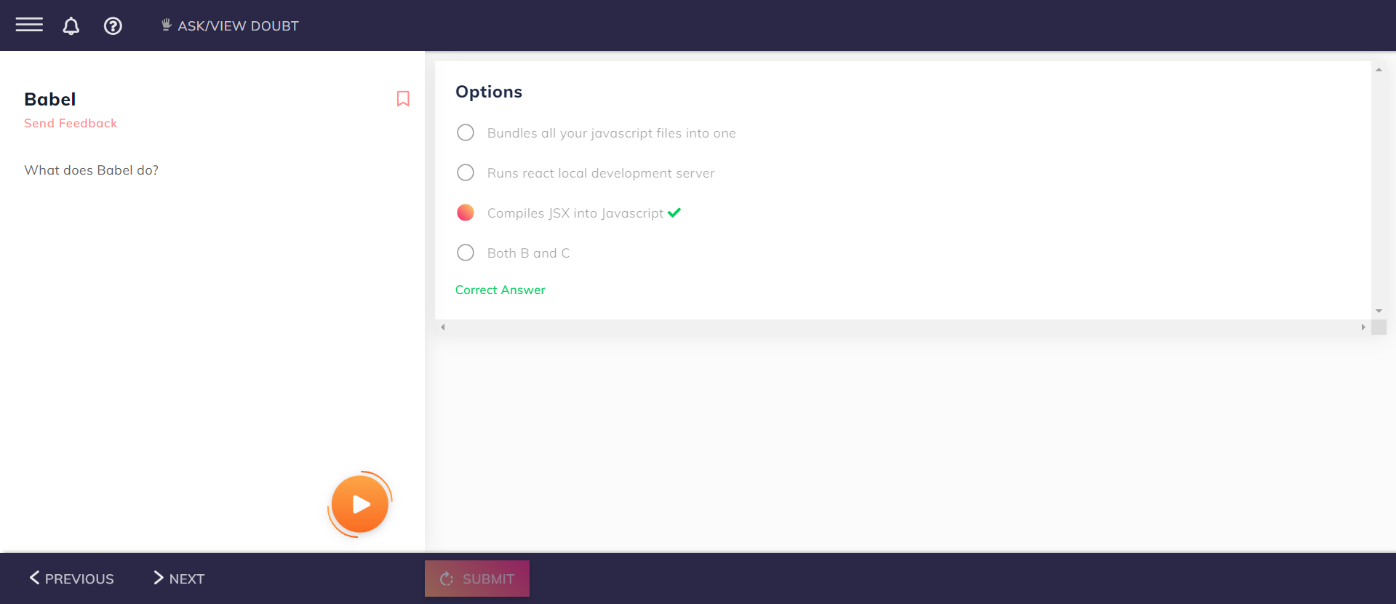 ASK/VIEW DOUBT
Babel
Send Feedback
What does Babel do?
Options
Bundles all your javascript files into one
Runs react local development server
Compiles JSX into Javascript
Both B and C
Correct Answer
PREVIOUS
NEXT
SUBMIT